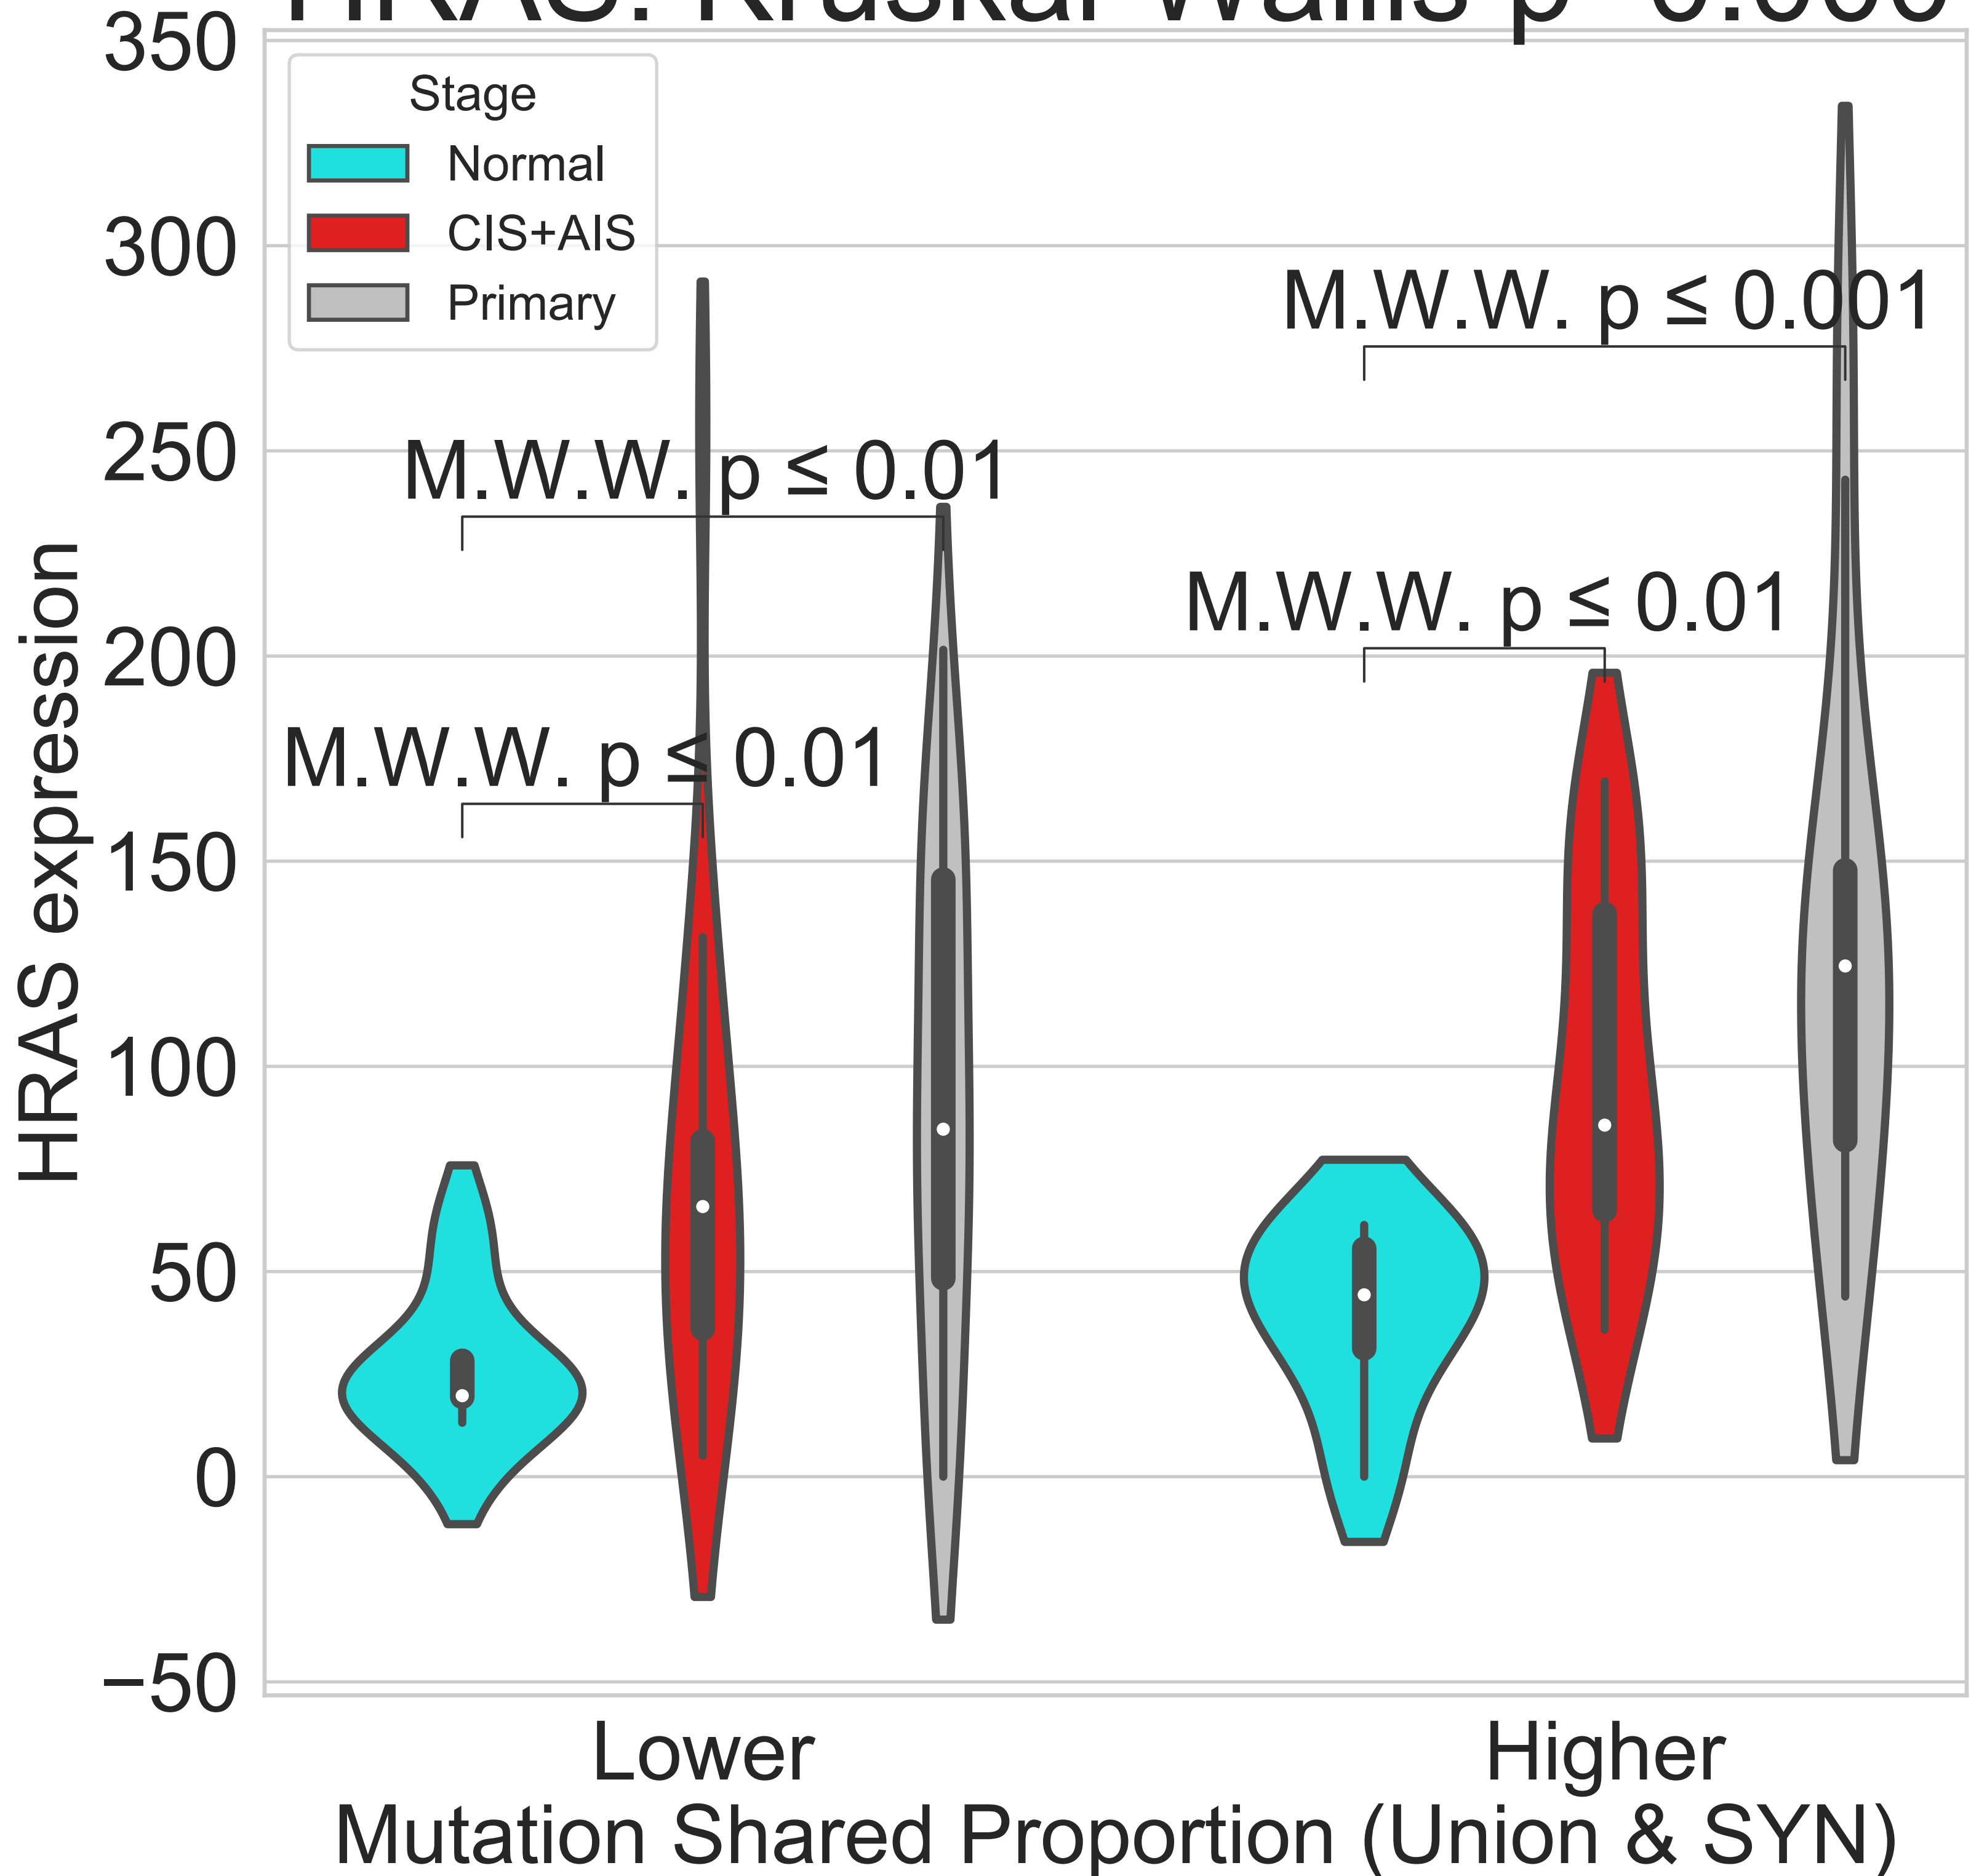 350
300
250
200
150
100
50
0
−50
HRAS expression
Stage
Normal
CIS+AIS
Primary
M.W.W. p ≤ 0.001
M.W.W. p ≤ 0.01
M.W.W. p ≤ 0.01
M.W.W. p ≤ 0.01
Lower
Higher
Mutation Shared Proportion (Union & SYN)